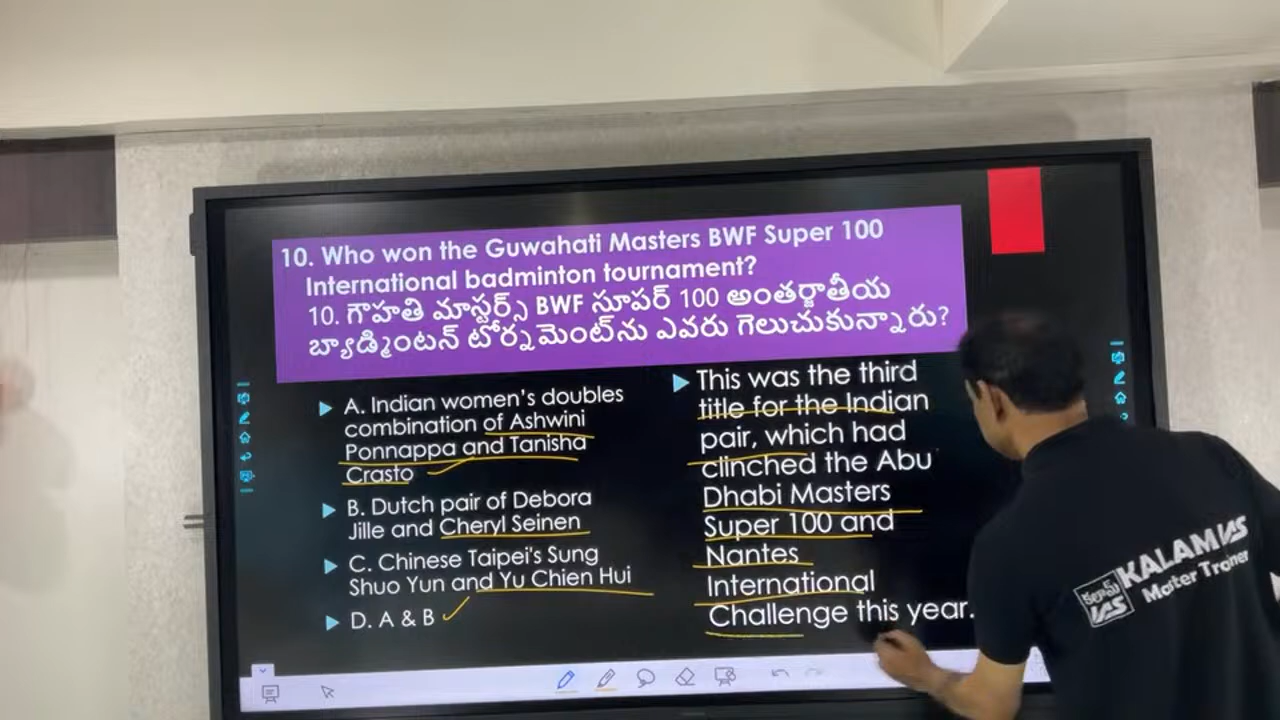 10. Who won the Guwahati Masters BWF Super 100
International badminton tournament?
10. గౌహతి మాస్టర్స్ BWF సూపర్ 100 అంతర్జాతీయ
బ్యాడ్మింటన్ టోర్నమెంట్‌ను ఎవరు గెలుచుకున్నారు?
A. Indian women's doubles
combination of Ashwini
Ponnappa and Tanisha
Crasto
B. Dutch pair of Debora
Jille and Cheryl Seinen
C. Chinese Taipei's Sung
Shuo Yun and Yu Chien Hui
D. A & B
This was the third
title for the Indian
pair, which had
clinched the Abu
Dhabi Masters
Super 100 and
Nantes
International
Challenge this year.
KALAM IAS
Master Trainer
కలామ్
IAS